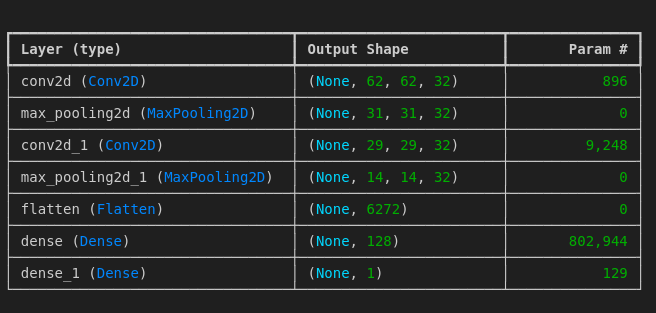 Layer (type) Output Shape Param #
conv2d (Conv2D) (None, 62, 62, 32) 896
max_pooling2d (MaxPooling2D) (None, 31, 31, 32) 0
conv2d_1 (Conv2D) (None, 29, 29, 32) 9,248
max_pooling2d_1 (MaxPooling2D) (None, 14, 14, 32) 0
flatten (Flatten) (None, 6272) 0
dense (Dense) (None, 128) 802,944
dense_1 (Dense) (None, 1) 129